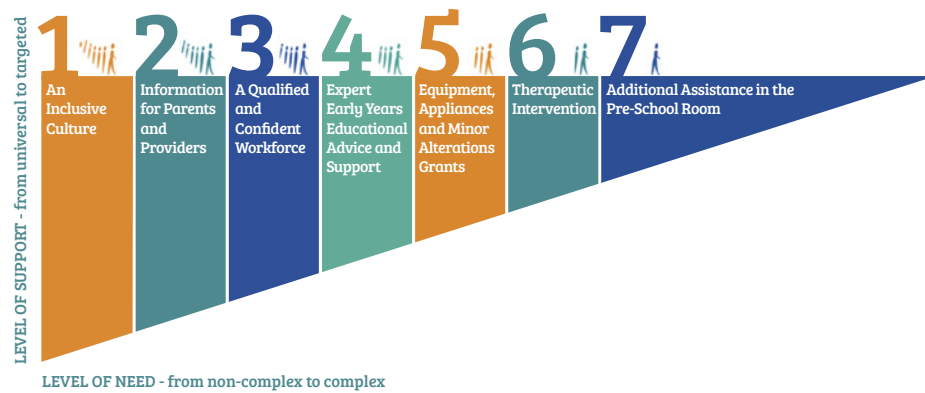 1
An
Inclusive
Culture
2
Information
for Parents
and
Providers
3
A Qualified
and
Confident
Workforce
4
Expert
Early Years
Educational
Advice and
Support
5
Equipment,
Appliances
and Minor
Alterations
Grants
6
Therapeutic
Intervention
7
Additional Assistance in the
Pre-School Room
LEVEL OF SUPPORT - from universal to targeted
LEVEL OF NEED - from non-complex to complex